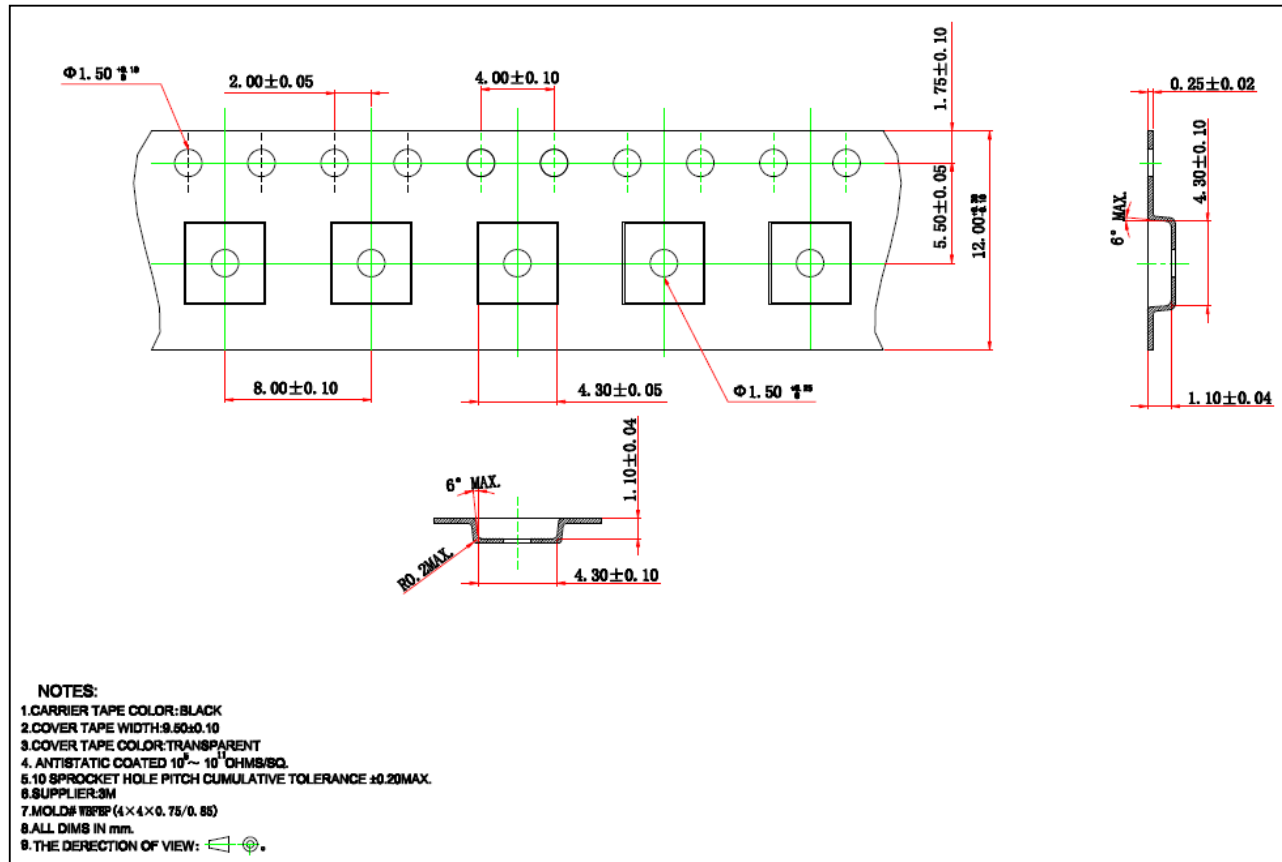 Φ1.50 +0.10 0
2.00±0.05
4.00±0.10
1.75±0.10
0.25±0.02
5.50±0.05
12.00
4.30±0.10
6° MAX.
8.00±0.10
4.30±0.05
Φ1.50
1.10±0.04
6° MAX.
1.10±0.04
R0.2MAX.
4.30±0.10
NOTES:
1.CARRIER TAPE COLOR:BLACK
2.COVER TAPE WIDTH:9.50±0.10
3.COVER TAPE COLOR:TRANSPARENT
4. ANTISTATIC COATED 10~ 10¹¹ OHMS/SQ.
5.10 SPROCKET HOLE PITCH CUMULATIVE TOLERANCE ±0.20MAX.
6.SUPPLIER:3M
7.MOLD# (4×4×0.75/0.85)
8.ALL DIMS IN mm.
9.THE DERECTION OF VIEW: